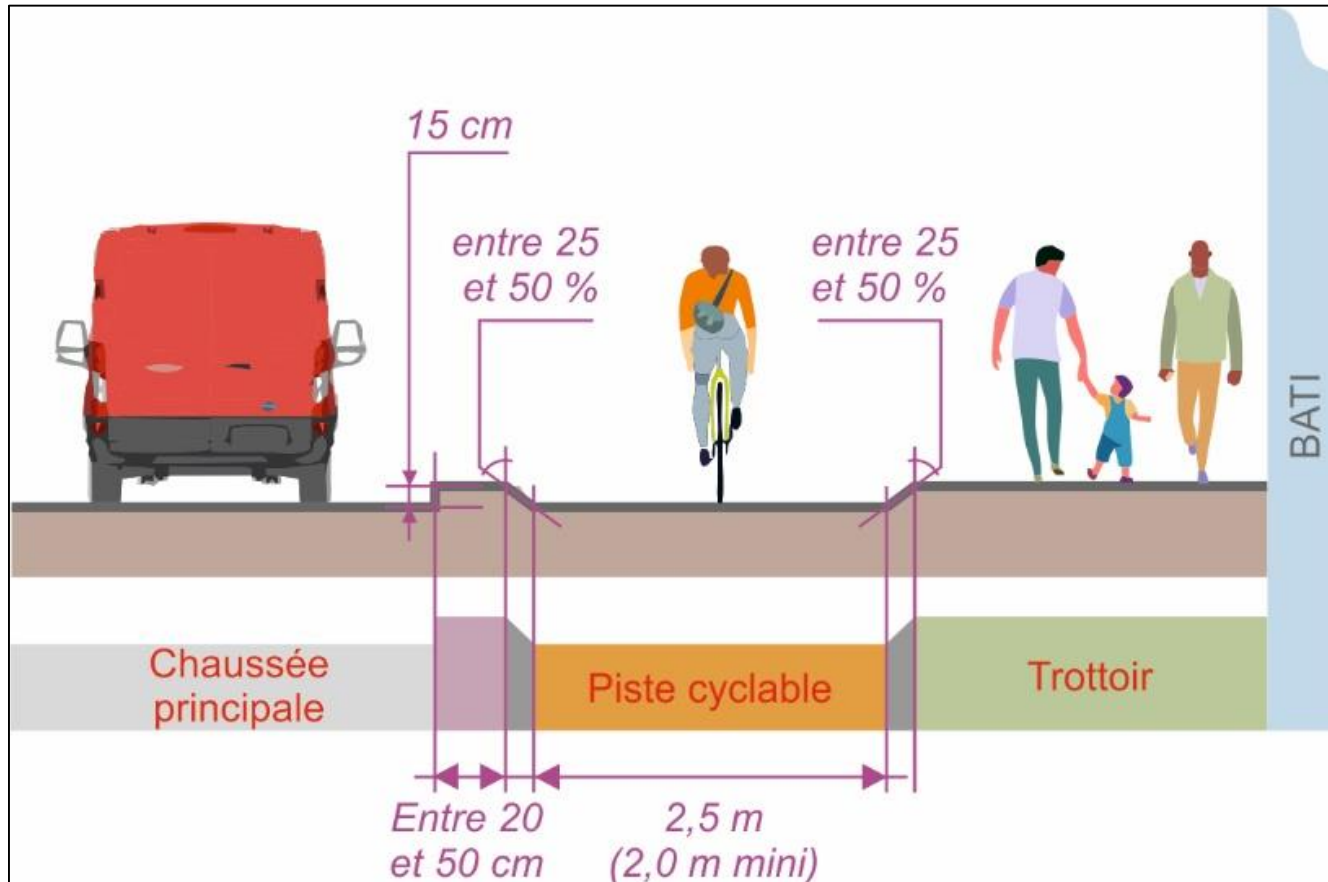 15 cm
entre 25
et 50 %
entre 25
et 50 %
BATI
Chaussée
principale
Piste cyclable
Trottoir
Entre 20
et 50 cm
2,5 m
(2,0 m mini)